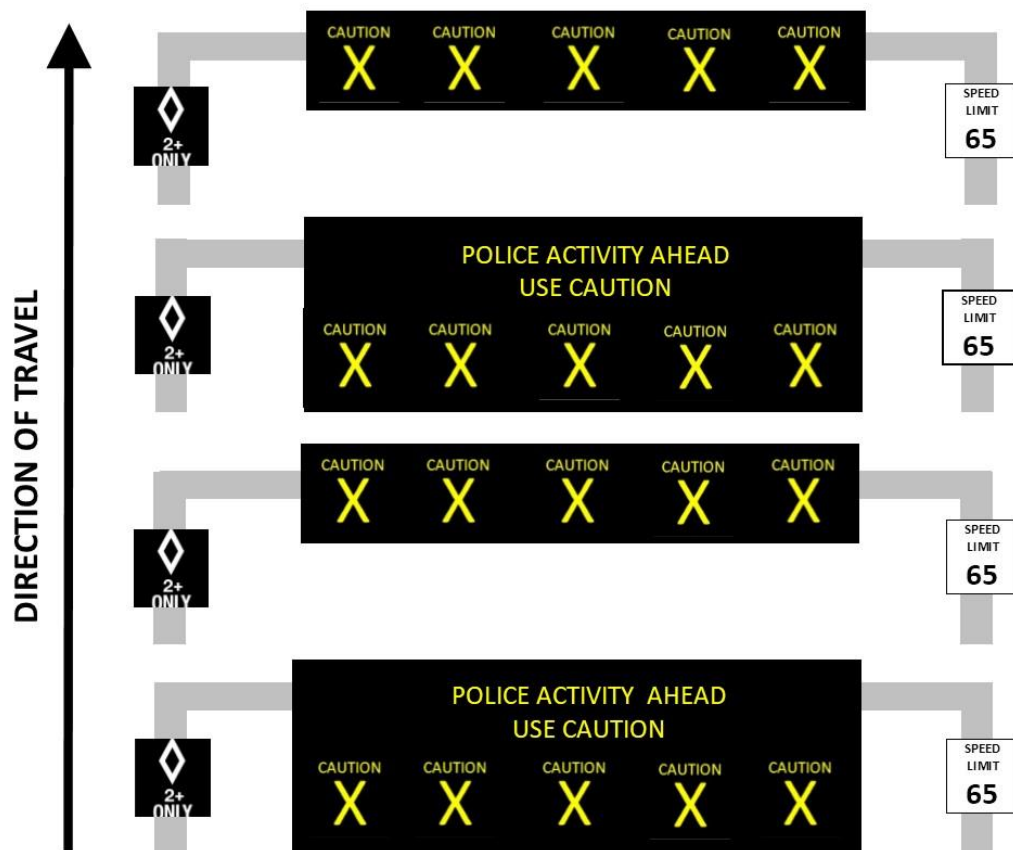 DIRECTION OF TRAVEL
CAUTION CAUTION CAUTION CAUTION CAUTION
X X X X X
2+
ONLY
SPEED
LIMIT
65
POLICE ACTIVITY AHEAD
USE CAUTION
CAUTION CAUTION CAUTION CAUTION CAUTION
X X X X X
2+
ONLY
SPEED
LIMIT
65
CAUTION CAUTION CAUTION CAUTION CAUTION
X X X X X
2+
ONLY
SPEED
LIMIT
65
POLICE ACTIVITY AHEAD
USE CAUTION
CAUTION CAUTION CAUTION CAUTION CAUTION
X X X X X
2+
ONLY
SPEED
LIMIT
65